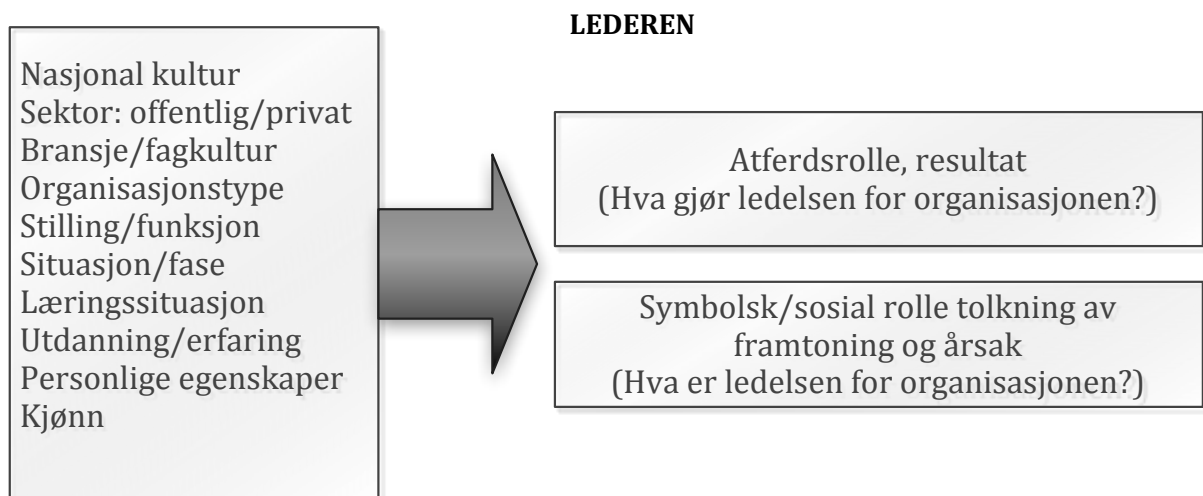 LEDEREN
Nasjonal kultur
Sektor: offentlig/privat
Bransje/fagkultur
Organisasjonstype
Stilling/funksjon
Situasjon/fase
Læringssituasjon
Utdanning/erfaring
Personlige egenskaper
Kjønn
Atferdsrolle, resultat
(Hva gjør ledelsen for organisasjonen?)
Symbolsk/sosial rolle tolkning av
framtoning og årsak
(Hva er ledelsen for organisasjonen?)